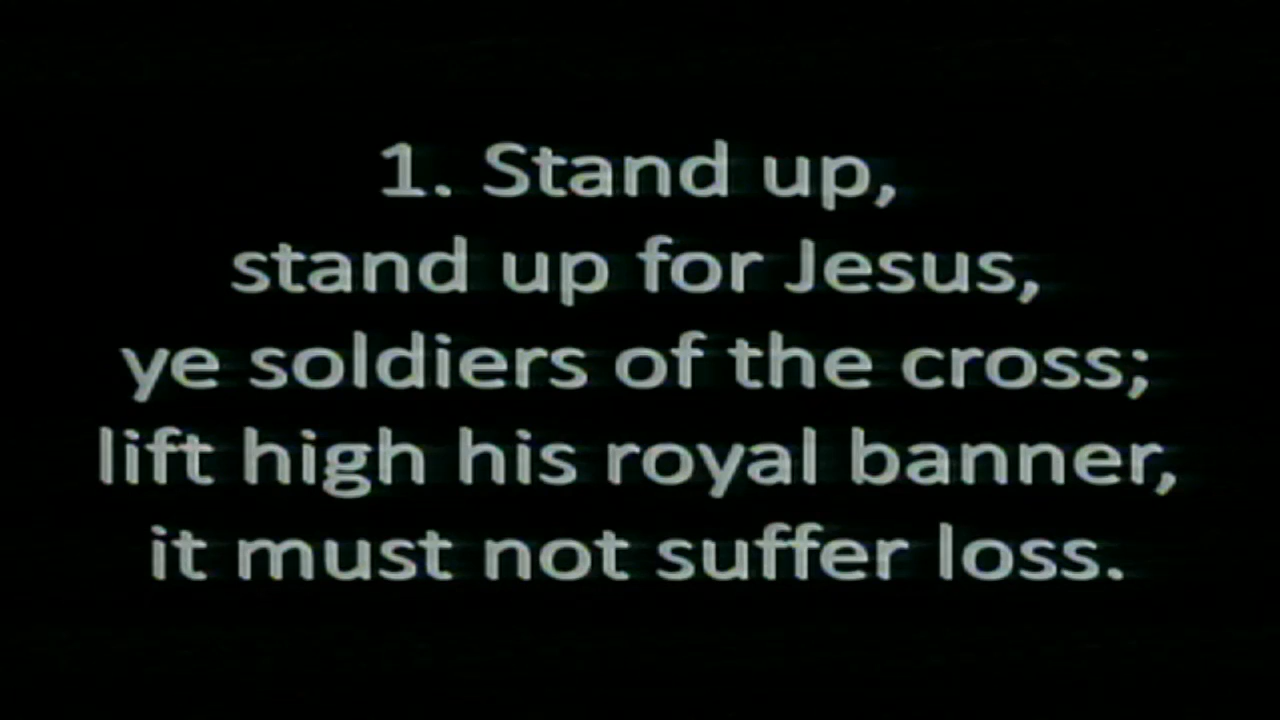 1. Stand up,
stand up for Jesus,
ye soldiers of the cross;
lift high his royal banner,
it must not suffer loss.